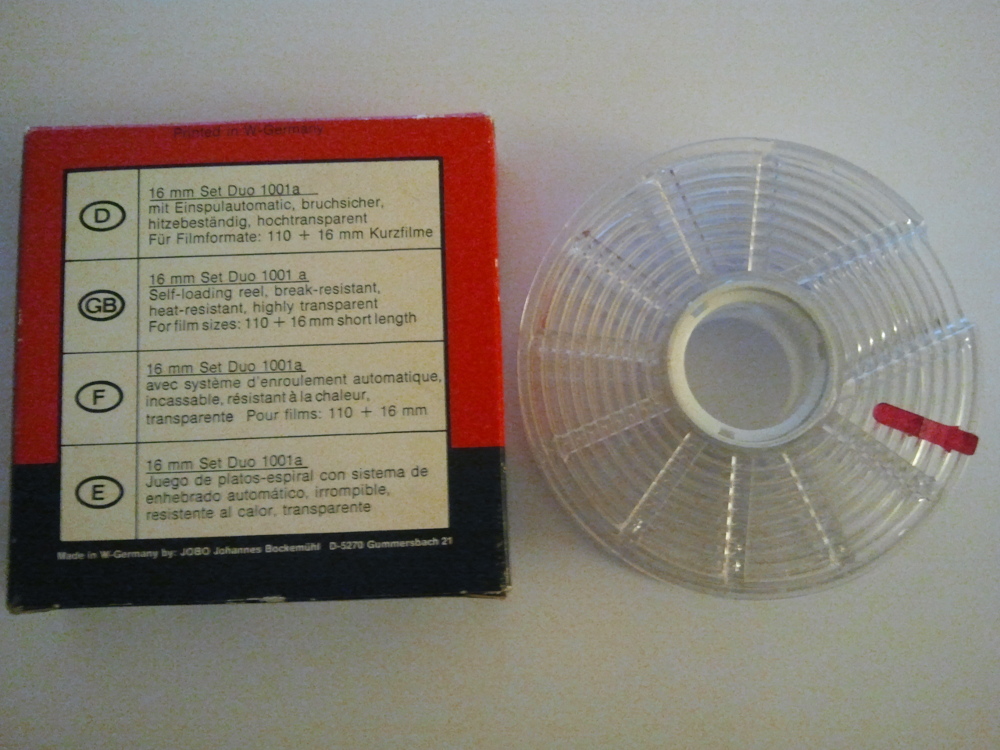 Printed in W-Germany
D
16 mm Set Duo 1001a
mit Einspulautomatic, bruchsicher,
hitzebeständig, hochtransparent
Für Filmformate: 110 + 16 mm Kurzfilme
GB
16 mm Set Duo 1001 a
Self-loading reel, break-resistant,
heat-resistant, highly transparent
For film sizes: 110 + 16 mm short length
F
16 mm Set Duo 1001a
avec système d'enroulement automatique,
incassable, résistant à la chaleur,
transparente Pour films: 110 + 16 mm
E
16 mm Set Duo 1001a
Juego de platos-espiral con sistema de
enhebrado automático, irrompible,
resistente al calor, transparente
Made in W-Germany by: JOBO Johannes Bockemühl D-5270 Gummersbach 21